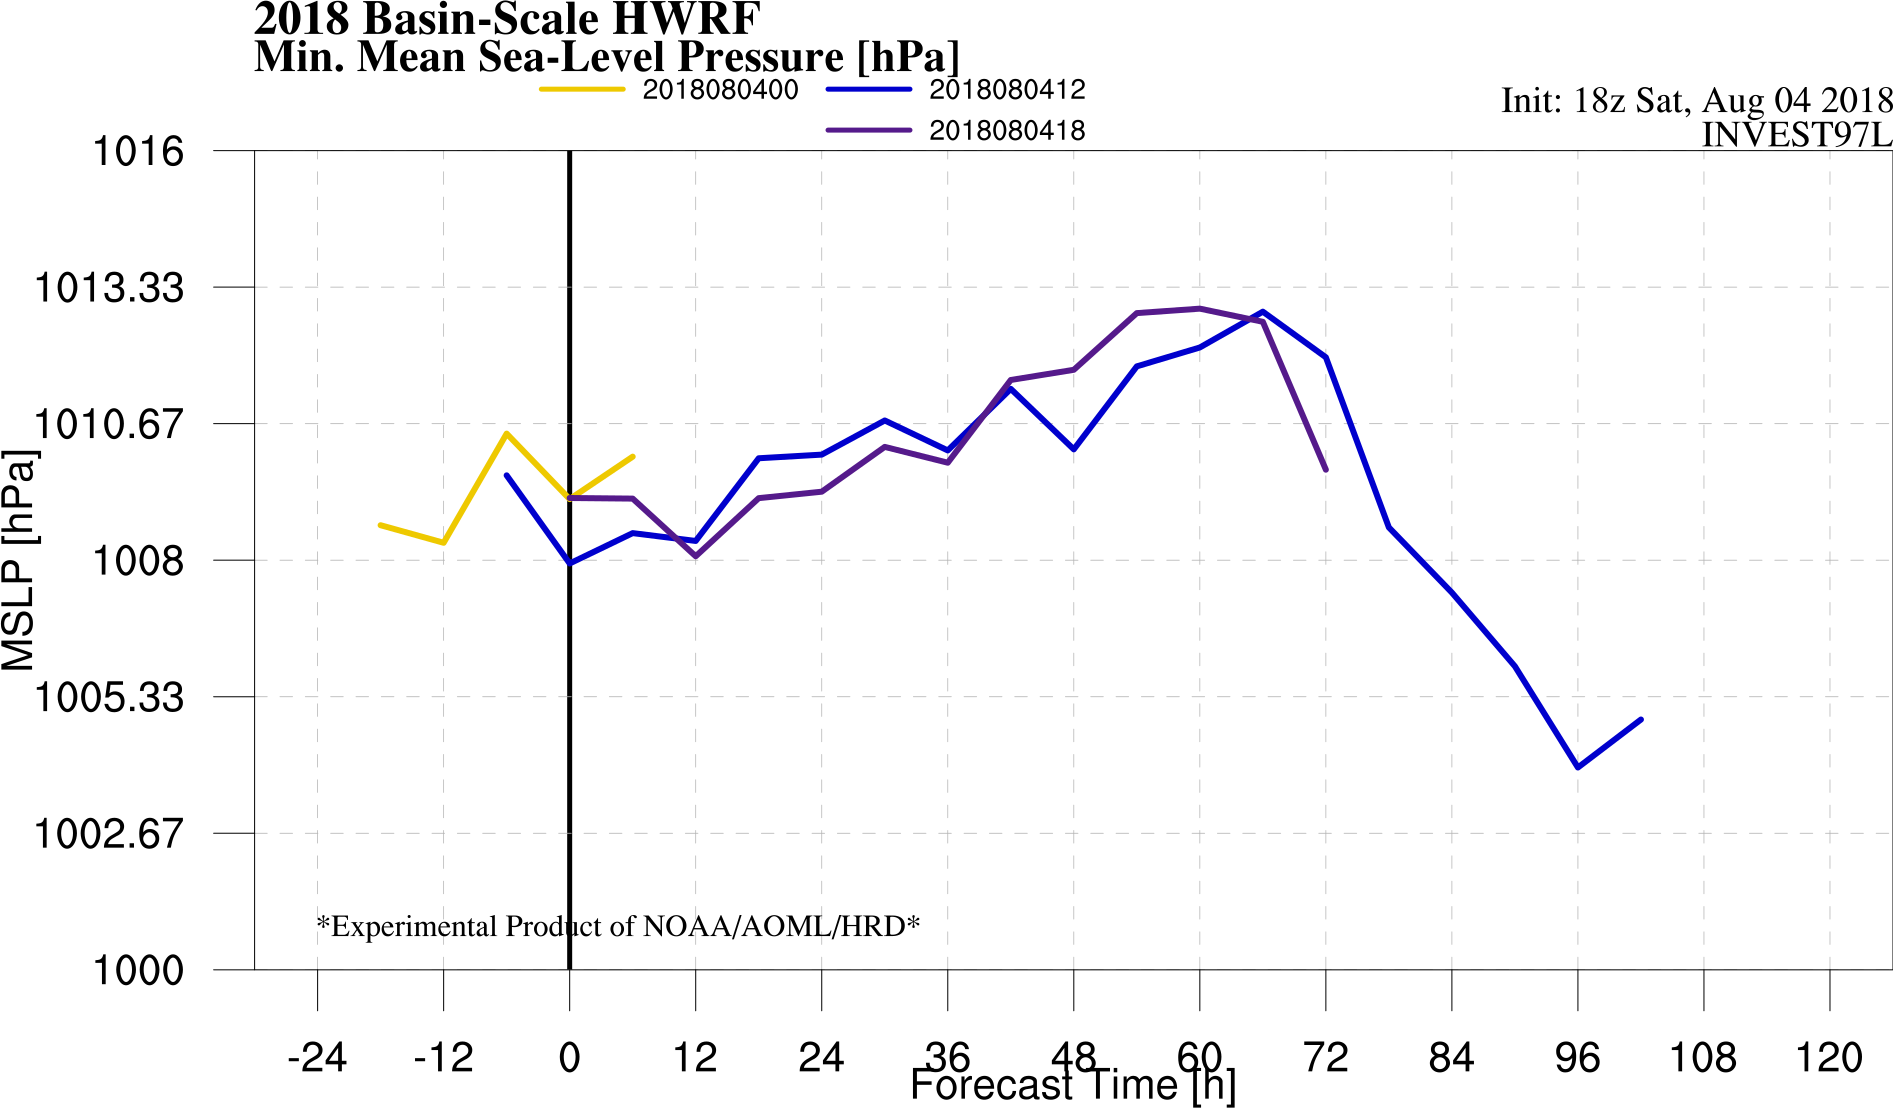 2018 Basin-Scale HWRF
Min. Mean Sea-Level Pressure [hPa]
2018080400
2018080412
2018080418
Init: 18z Sat, Aug 04 2018
INVEST97L
1016
1013.33
1010.67
1008
1005.33
1002.67
1000
MSLP [hPa]
*Experimental Product of NOAA/AOML/HRD*
-24 -12 0 12 24 36 48 60 72 84 96 108 120
Forecast Time [h]